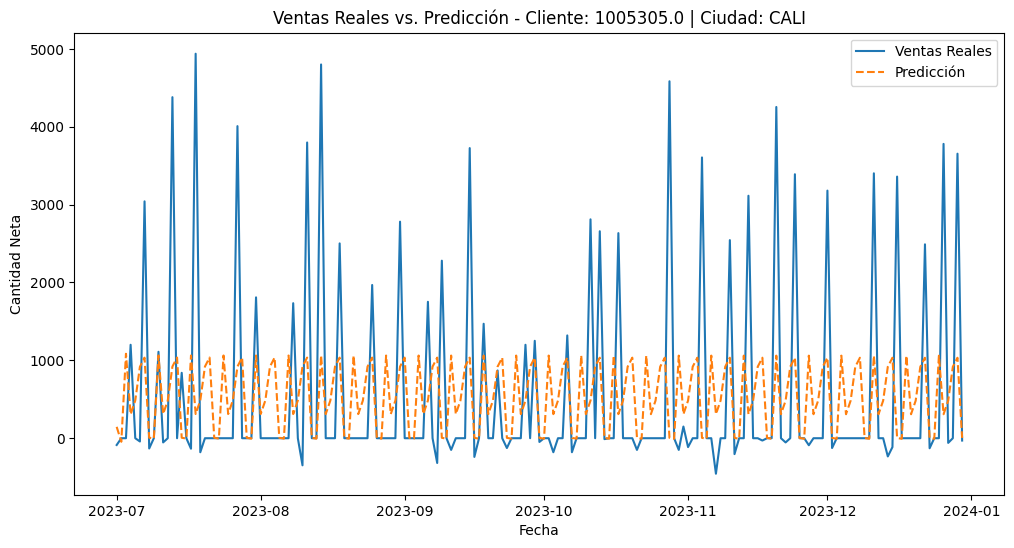 Ventas Reales vs. Predicción - Cliente: 1005305.0 | Ciudad: CALI
Ventas Reales
Predicción
5000
4000
3000
2000
1000
0
Cantidad Neta
2023-07 2023-08 2023-09 2023-10 2023-11 2023-12 2024-01
Fecha